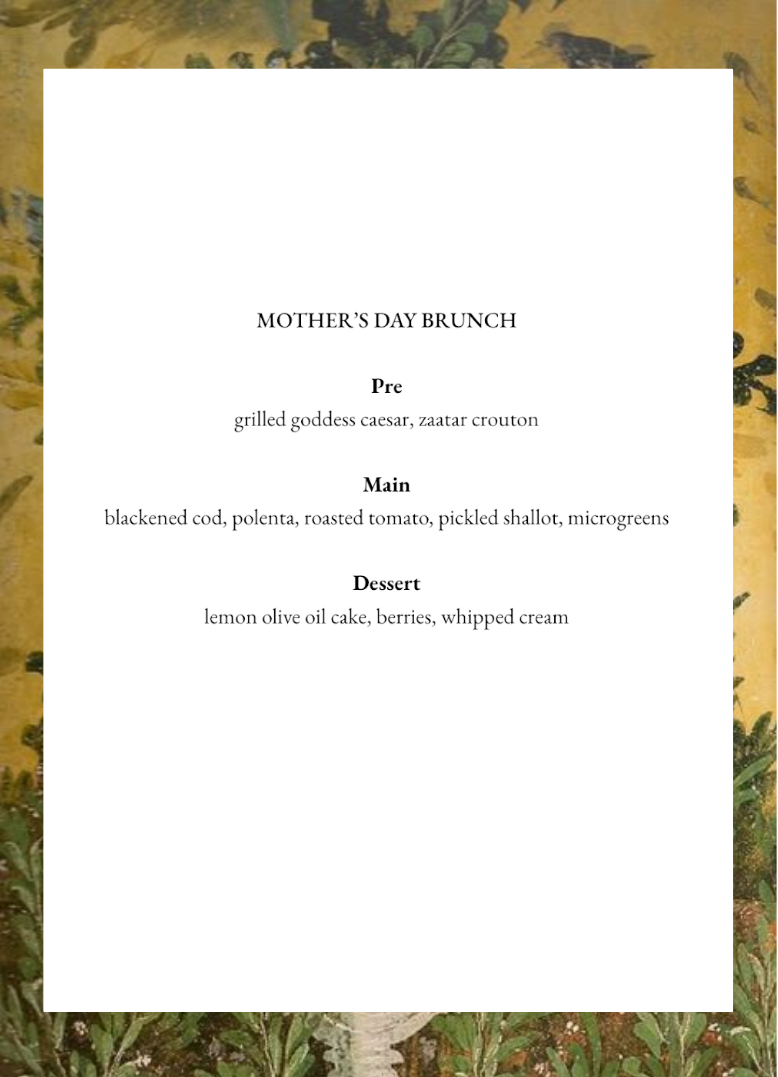 MOTHER’S DAY BRUNCH
Pre
grilled goddess caesar, zaatar crouton
Main
blackened cod, polenta, roasted tomato, pickled shallot, microgreens
Dessert
lemon olive oil cake, berries, whipped cream